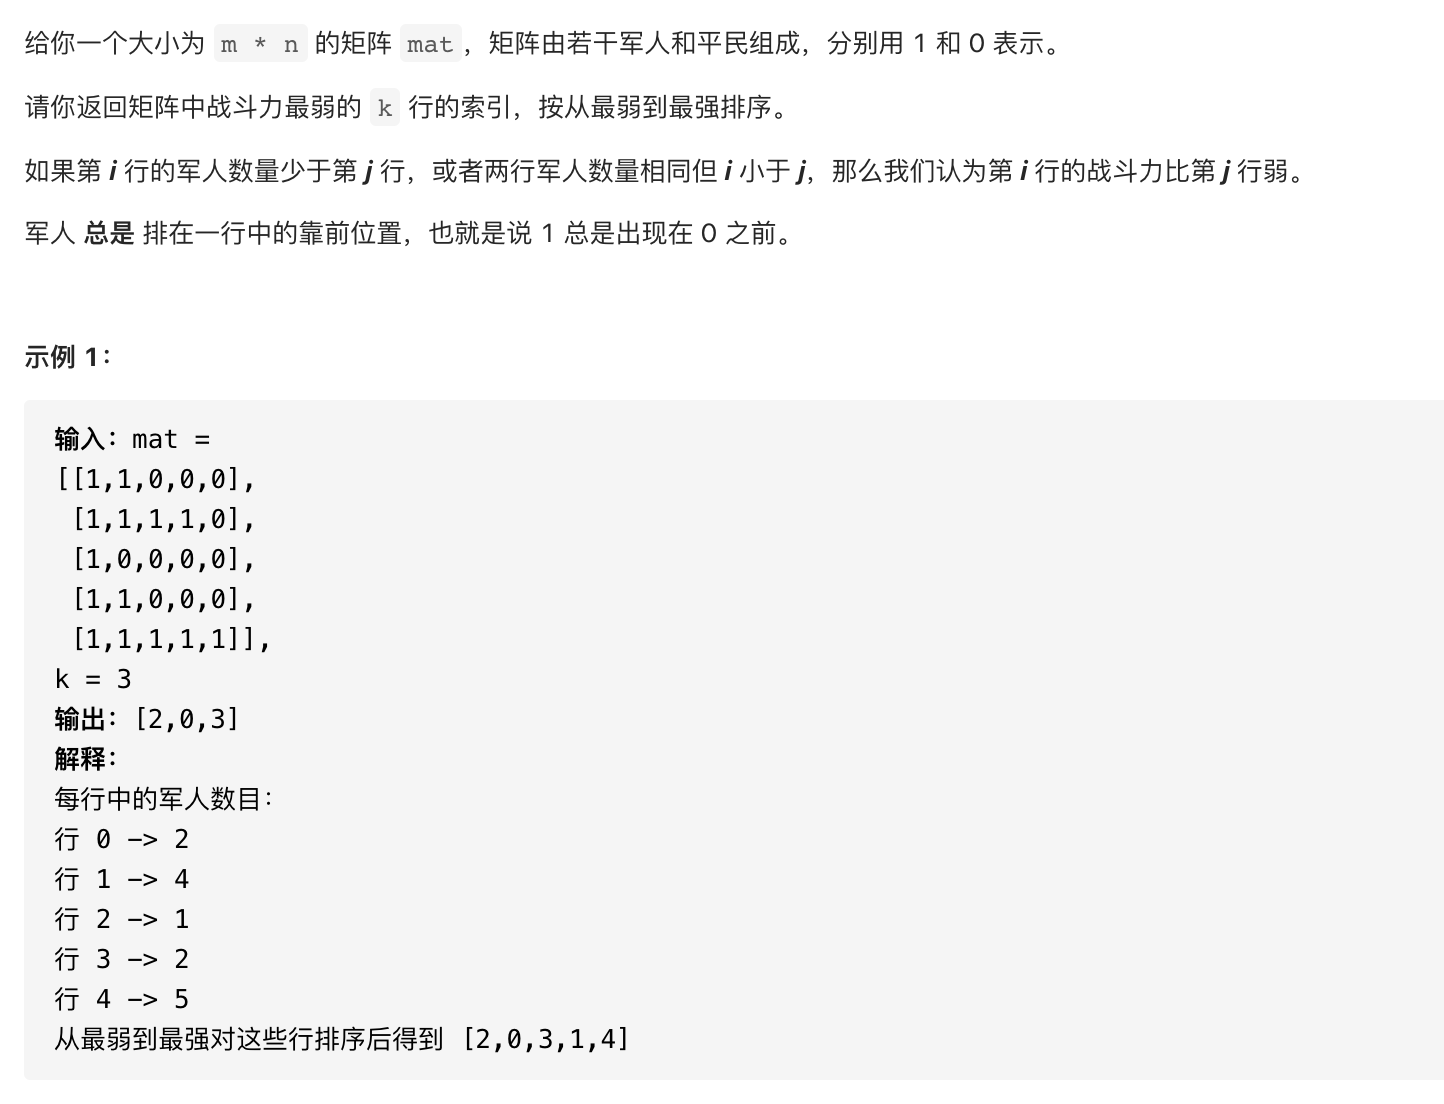 给你一个大小为 m * n 的矩阵 mat，矩阵由若干军人和平民组成，分别用 1 和 0 表示。
请你返回矩阵中战斗力最弱的 k 行的索引，按从最弱到最强排序。
如果第 i 行的军人数量少于第 j 行，或者两行军人数量相同但 i 小于 j，那么我们认为第 i 行的战斗力比第 j 行弱。
军人 总是 排在一行中的靠前位置，也就是说 1 总是出现在 0 之前。
示例 1：
输入：mat =
[[1,1,0,0,0],
 [1,1,1,1,0],
 [1,0,0,0,0],
 [1,1,0,0,0],
 [1,1,1,1,1]],
k = 3
输出：[2,0,3]
解释：
每行中的军人数目：
行 0 -> 2
行 1 -> 4
行 2 -> 1
行 3 -> 2
行 4 -> 5
从最弱到最强对这些行排序后得到 [2,0,3,1,4]